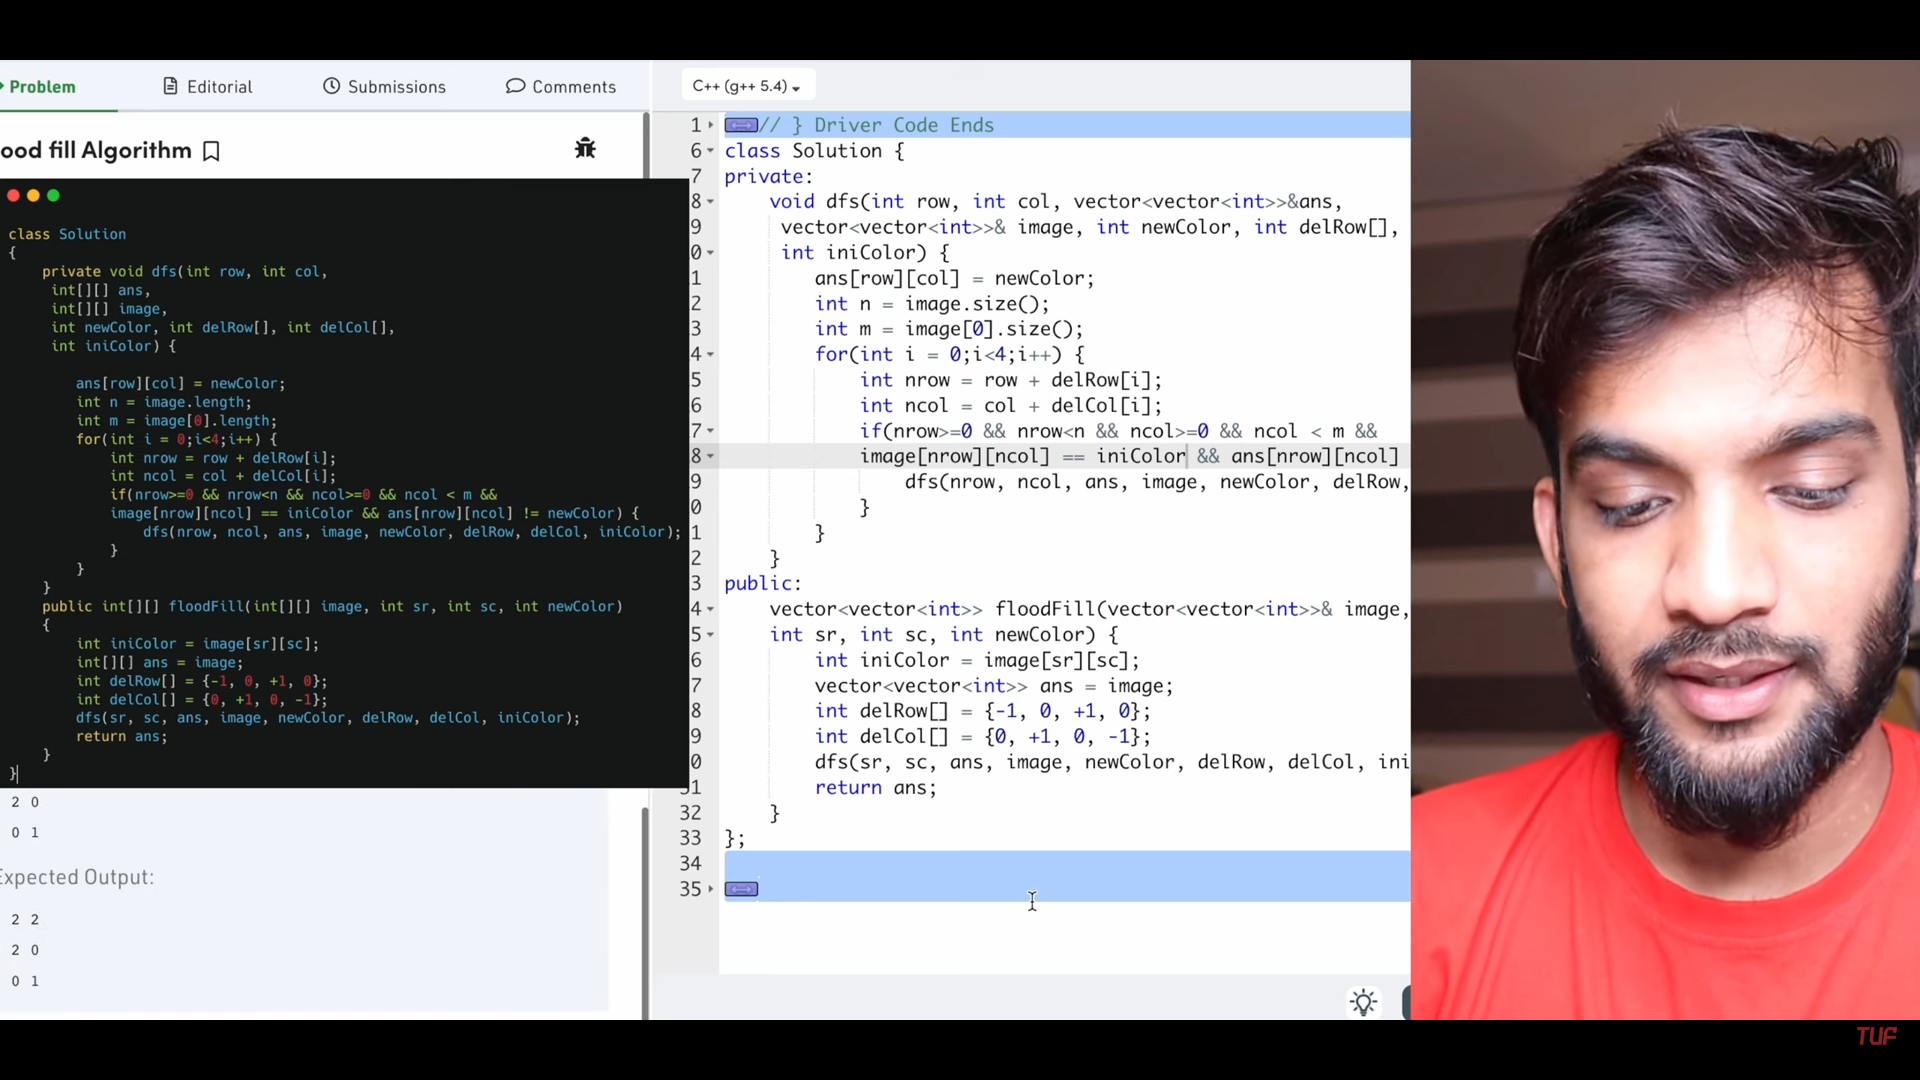 Problem
Editorial
Submissions
Comments
ood fill Algorithm
class Solution
{
private void dfs(int row, int col,
int[][] ans,
int[][] image,
int newColor, int delRow[], int delCol[],
int iniColor) {
ans[row][col] = newColor;
int n = image.length;
int m = image[0].length;
for(int i = 0;i<4;i++) {
int nrow = row + delRow[i];
int ncol = col + delCol[i];
if(nrow>=0 && nrow<n && ncol>=0 && ncol < m &&
image[nrow][ncol] == iniColor && ans[nrow][ncol] != newColor) {
dfs(nrow, ncol, ans, image, newColor, delRow, delCol, iniColor);
}
}
}
public int[][] floodFill(int[][] image, int sr, int sc, int newColor)
{
int iniColor = image[sr][sc];
int[][] ans = image;
int delRow[] = {-1, 0, +1, 0};
int delCol[] = {0, +1, 0, -1};
dfs(sr, sc, ans, image, newColor, delRow, delCol, iniColor);
return ans;
}
}
2 0
0 1
Expected Output:
2 2
2 0
0 1
C++ (g++ 5.4)
1 // } Driver Code Ends
6 class Solution {
7 private:
8 void dfs(int row, int col, vector<vector<int>>&ans,
9 vector<vector<int>>& image, int newColor, int delRow[],
0 int iniColor) {
1 ans[row][col] = newColor;
2 int n = image.size();
3 int m = image[0].size();
4 for(int i = 0;i<4;i++) {
5 int nrow = row + delRow[i];
6 int ncol = col + delCol[i];
7 if(nrow>=0 && nrow<n && ncol>=0 && ncol < m &&
8 image[nrow][ncol] == iniColor && ans[nrow][ncol]
9 dfs(nrow, ncol, ans, image, newColor, delRow,
0 }
1 }
2 }
3 public:
4 vector<vector<int>> floodFill(vector<vector<int>>& image,
5 int sr, int sc, int newColor) {
6 int iniColor = image[sr][sc];
7 vector<vector<int>> ans = image;
8 int delRow[] = {-1, 0, +1, 0};
9 int delCol[] = {0, +1, 0, -1};
0 dfs(sr, sc, ans, image, newColor, delRow, delCol, ini
31 return ans;
32 }
33 };
34
35
TUF